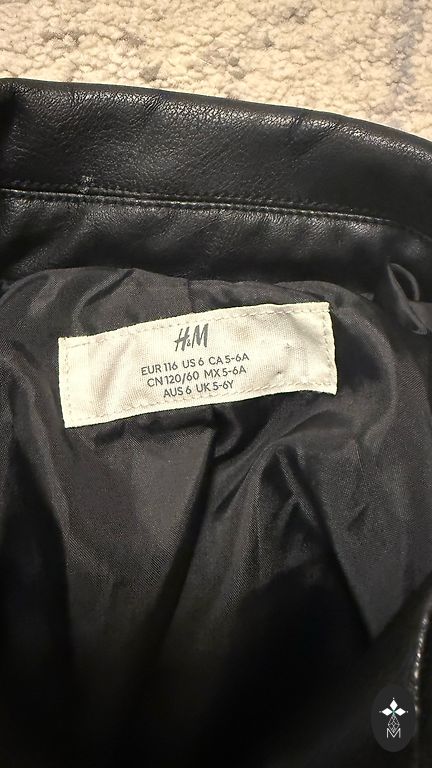 H&M
EUR 116 US 6 CA 5-6A
CN 120/60 MX 5-6A
AUS 6 UK 5-6Y
M